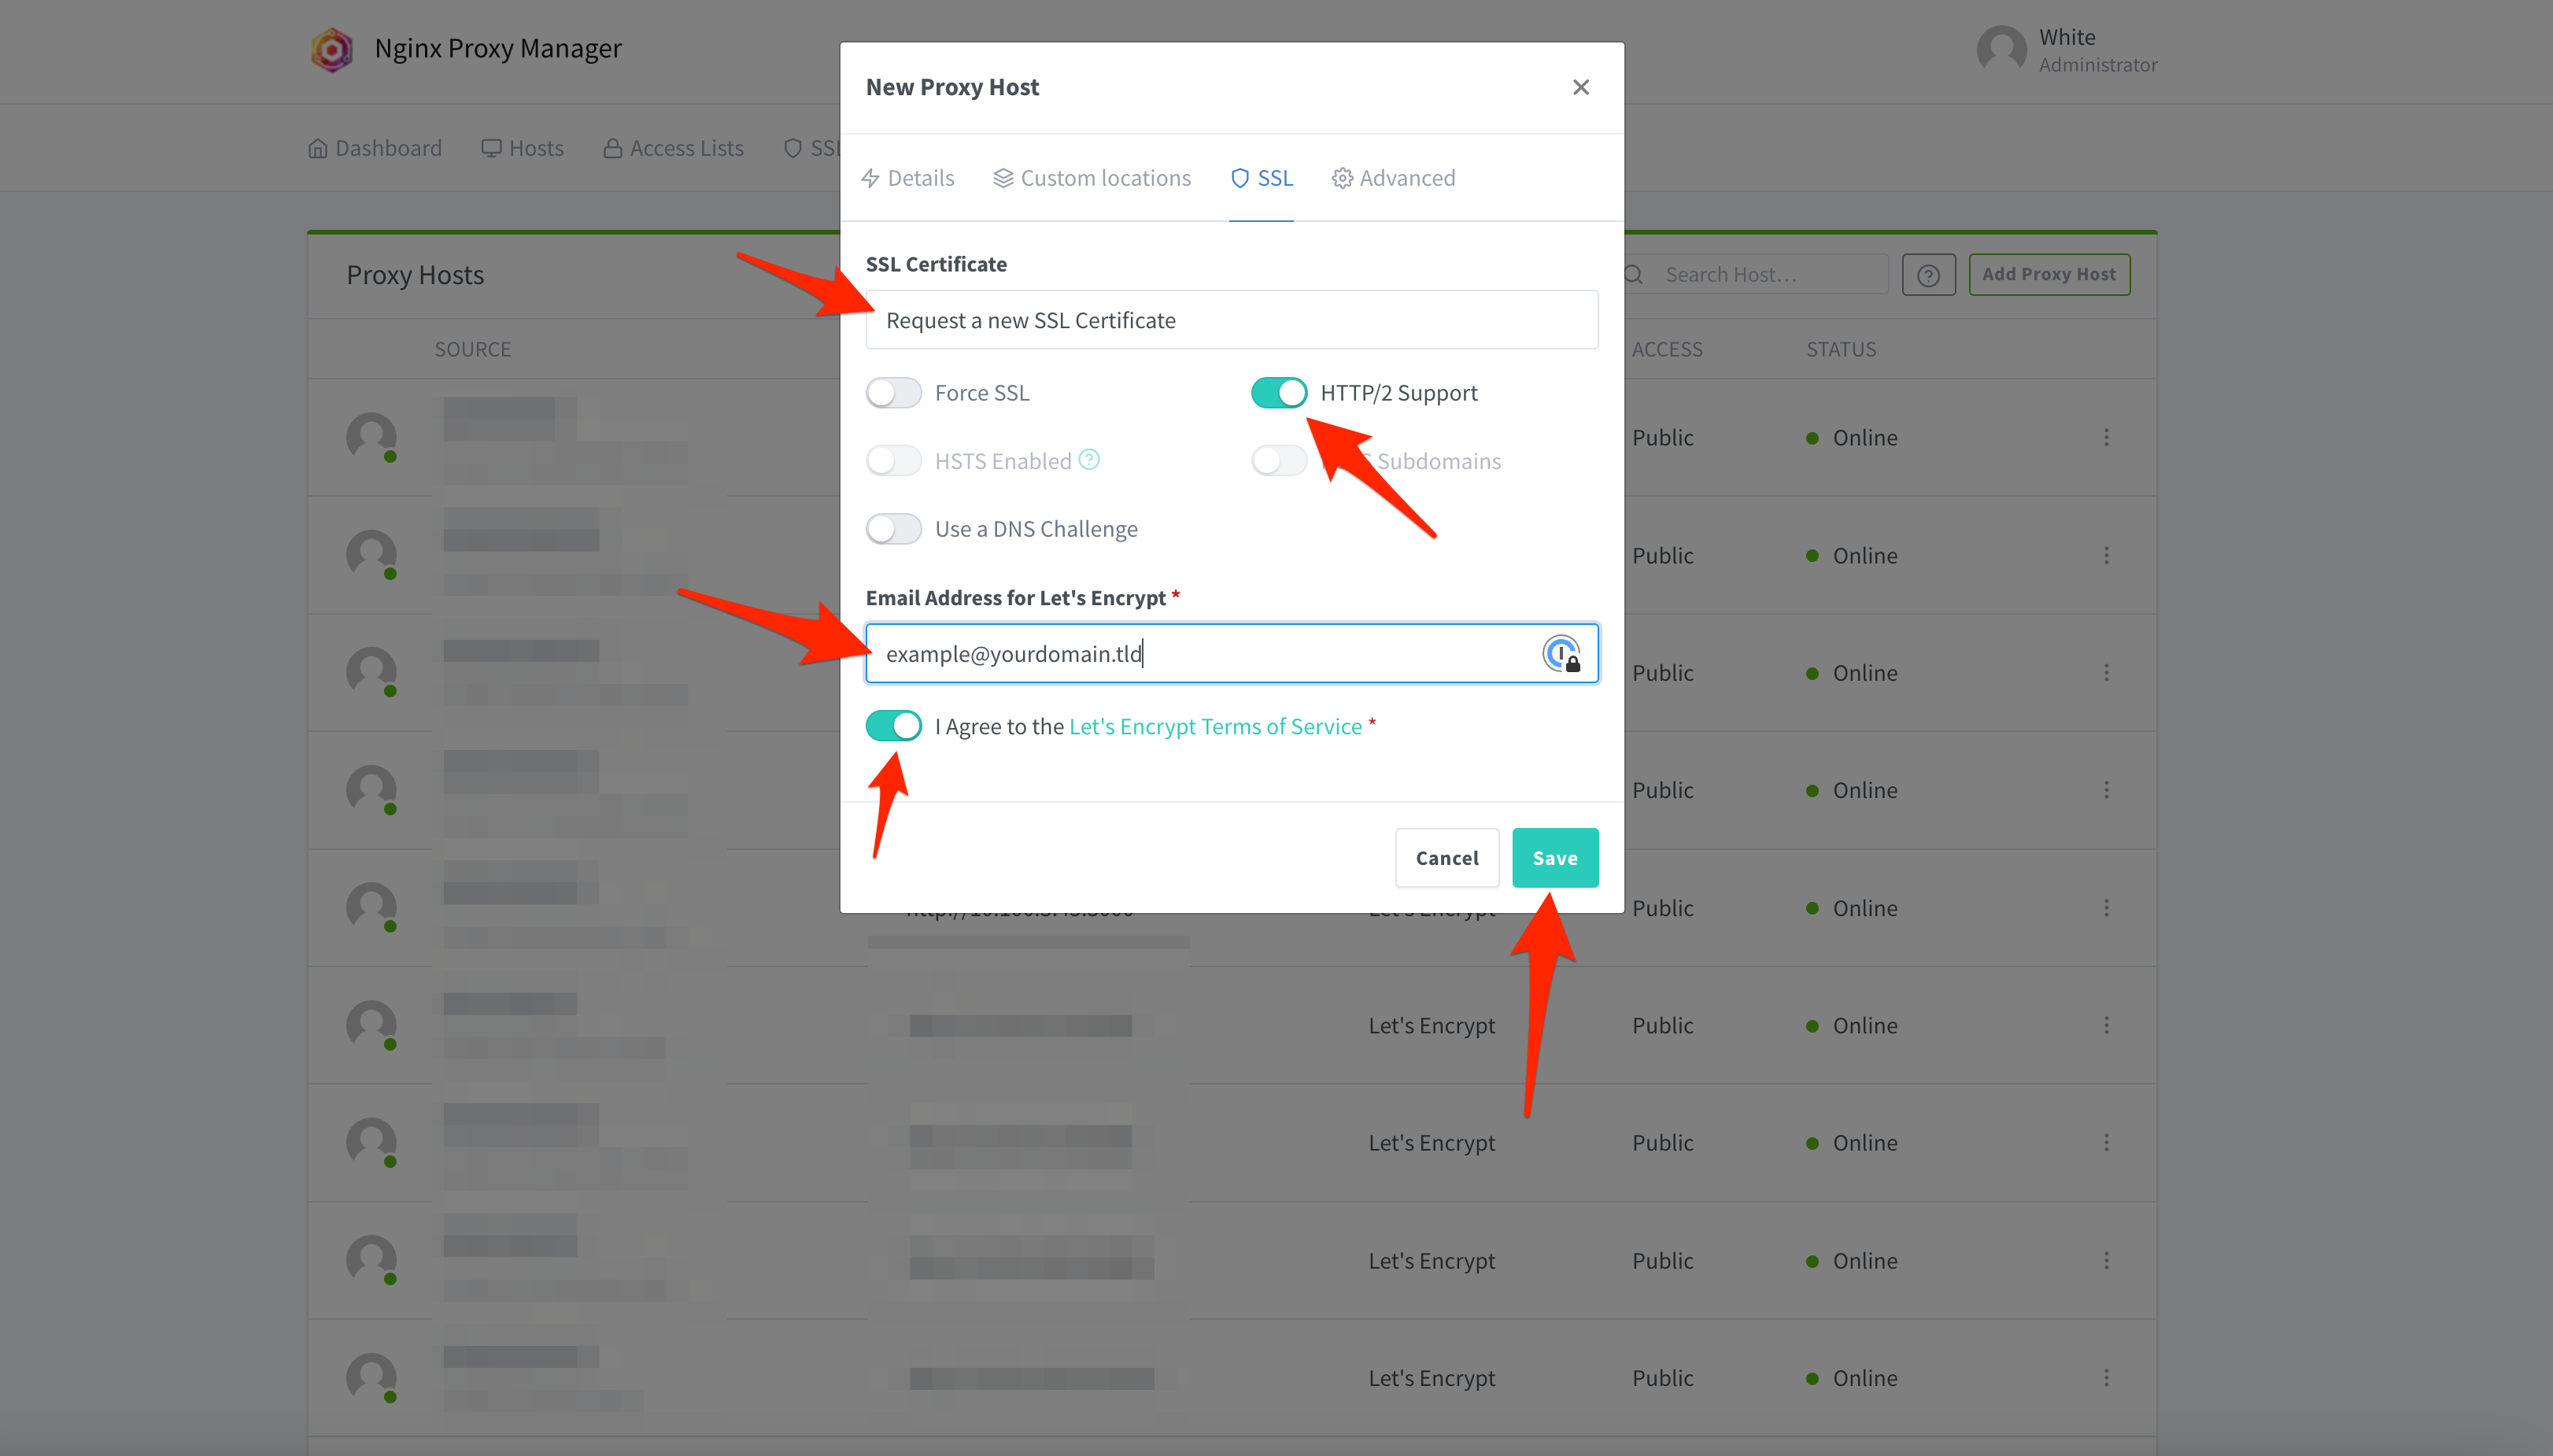 Nginx Proxy Manager
White
Administrator
Dashboard
Hosts
Access Lists
SSL
Proxy Hosts
Search Host…
Add Proxy Host
SOURCE
ACCESS
STATUS
Public
Online
Public
Online
Public
Online
Public
Online
Let's Encrypt
Public
Online
Let's Encrypt
Public
Online
Let's Encrypt
Public
Online
Let's Encrypt
Public
Online
Let's Encrypt
Public
Online
New Proxy Host
Details
Custom locations
SSL
Advanced
SSL Certificate
Request a new SSL Certificate
Force SSL
HTTP/2 Support
HSTS Enabled
Subdomains
Use a DNS Challenge
Email Address for Let's Encrypt *
example@yourdomain.tld
I Agree to the Let's Encrypt Terms of Service *
Cancel
Save